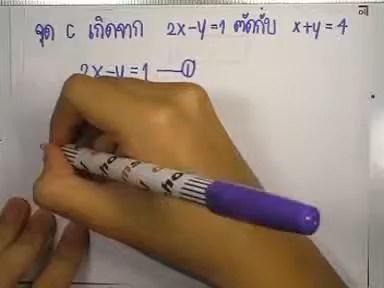 จุด C เกิดจาก 2x-y=1 ตัดกับ x+y=4
2x-y=1 —①